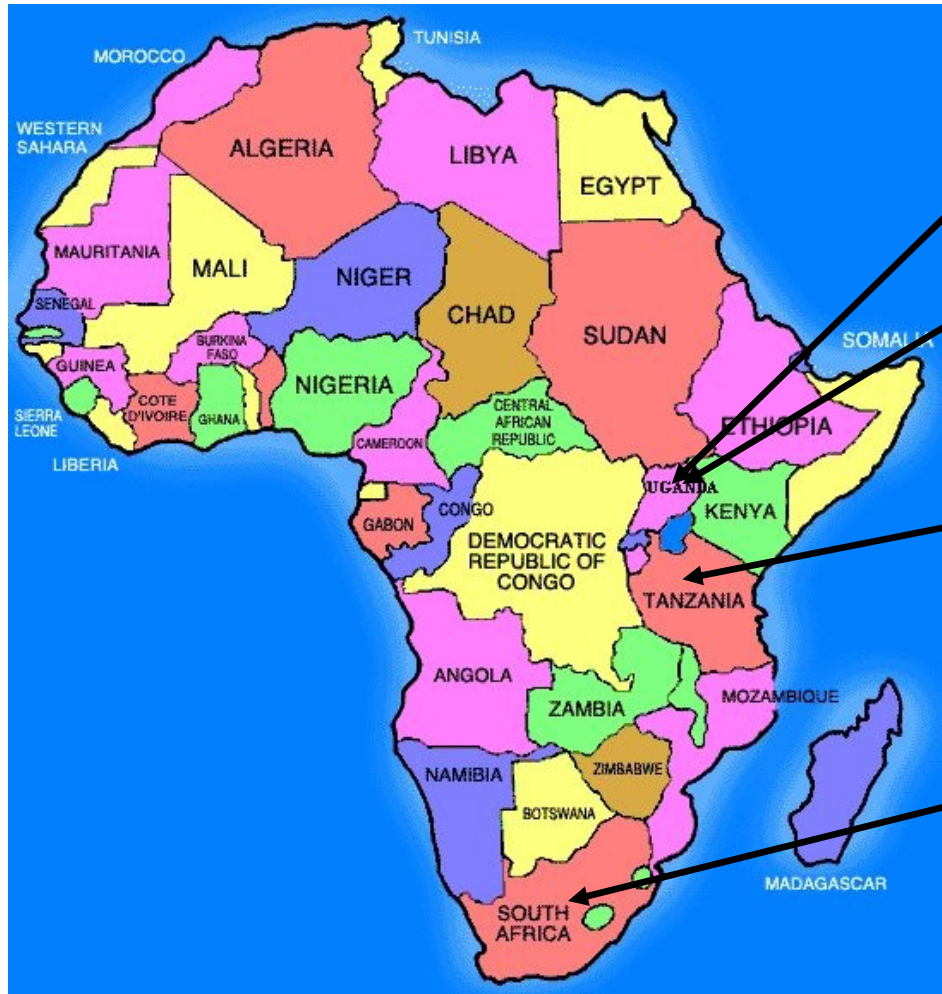 TUNISIA
MOROCCO
WESTERN
SAHARA
ALGERIA
LIBYA
EGYPT
MAURITANIA
MALI
NIGER
CHAD
SUDAN
SENEGAL
SOMALIA
BURKINA
FASO
GUINEA
NIGERIA
COTE
D'IVOIRE
GHANA
SIERRA
LEONE
LIBERIA
CENTRAL
AFRICAN
REPUBLIC
ETHIOPIA
CAMEROON
UGANDA
KENYA
CONGO
GABON
DEMOCRATIC
REPUBLIC OF
CONGO
TANZANIA
ANGOLA
ZAMBIA
MOZAMBIQUE
NAMIBIA
ZIMBABWE
BOTSWANA
MADAGASCAR
SOUTH
AFRICA